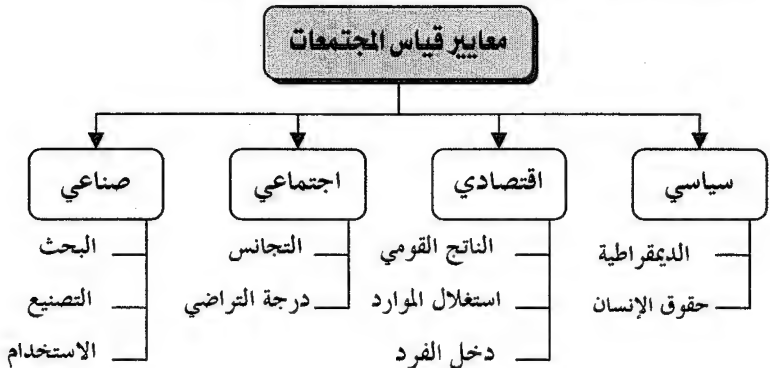 معايير قياس المجتمعات
سياسي
الديمقراطية
حقوق الإنسان
اقتصادي
الناتج القومي
استغلال الموارد
دخل الفرد
اجتماعي
التجانس
درجة التراضي
صناعي
البحث
التصنيع
الاستخدام